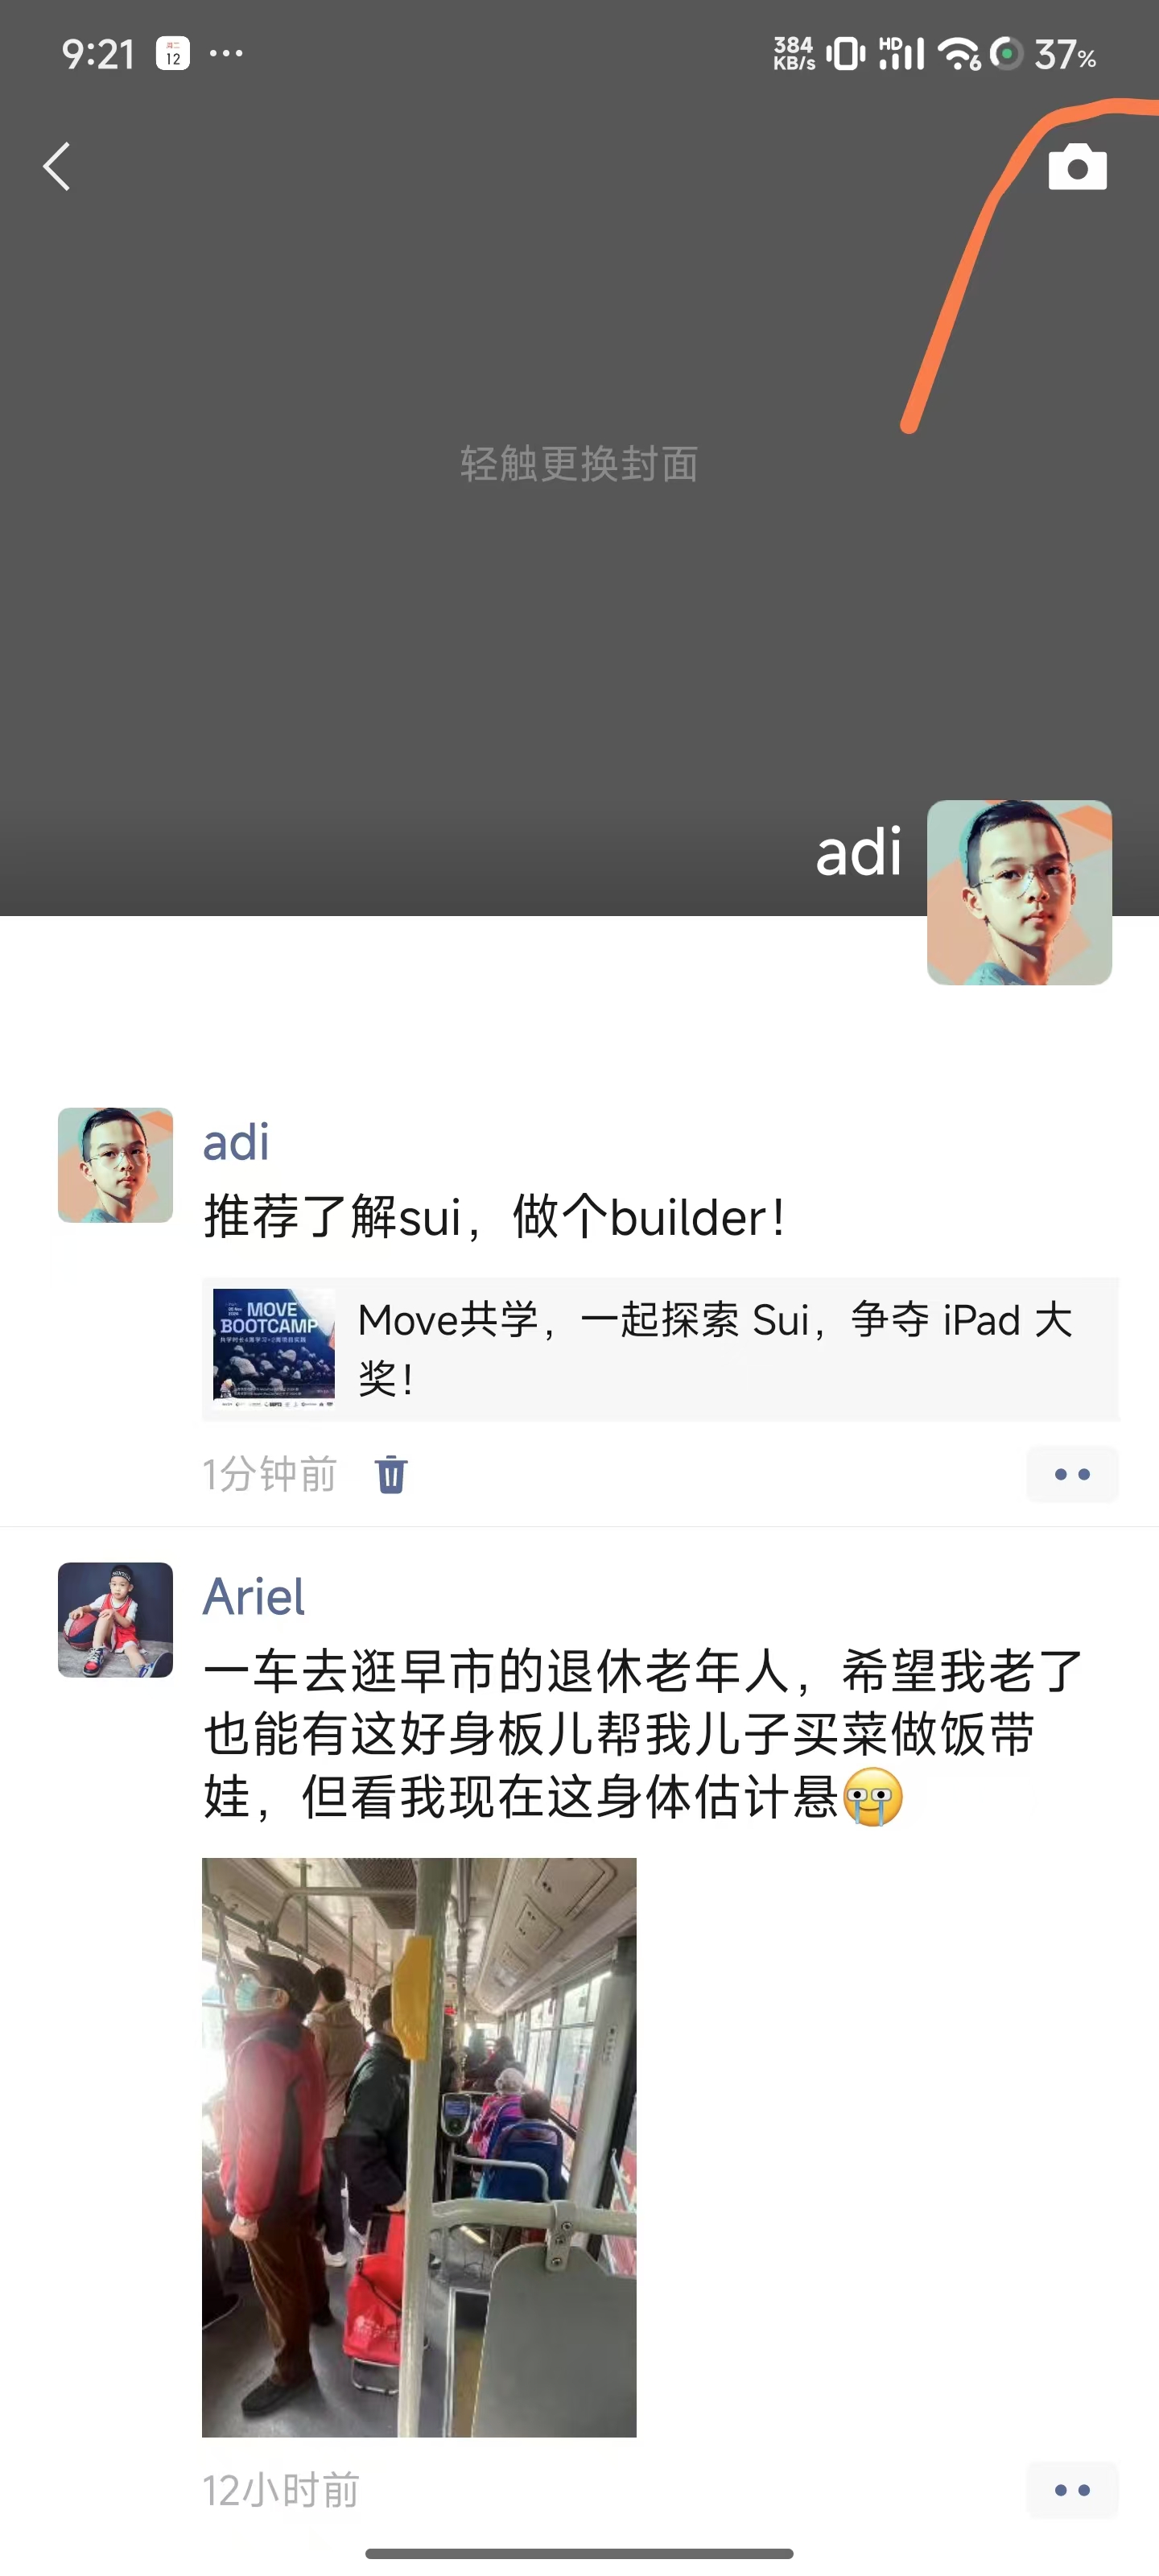 9:21
周二
12
384
KB/s
HD
6
37%
轻触更换封面
adi
adi
推荐了解sui，做个builder！
MOVE
BOOTCAMP
Move共学，一起探索 Sui，争夺 iPad 大
奖！
1分钟前
Ariel
一车去逛早市的退休老年人，希望我老了
也能有这好身板儿帮我儿子买菜做饭带
娃，但看我现在这身体估计悬
12小时前